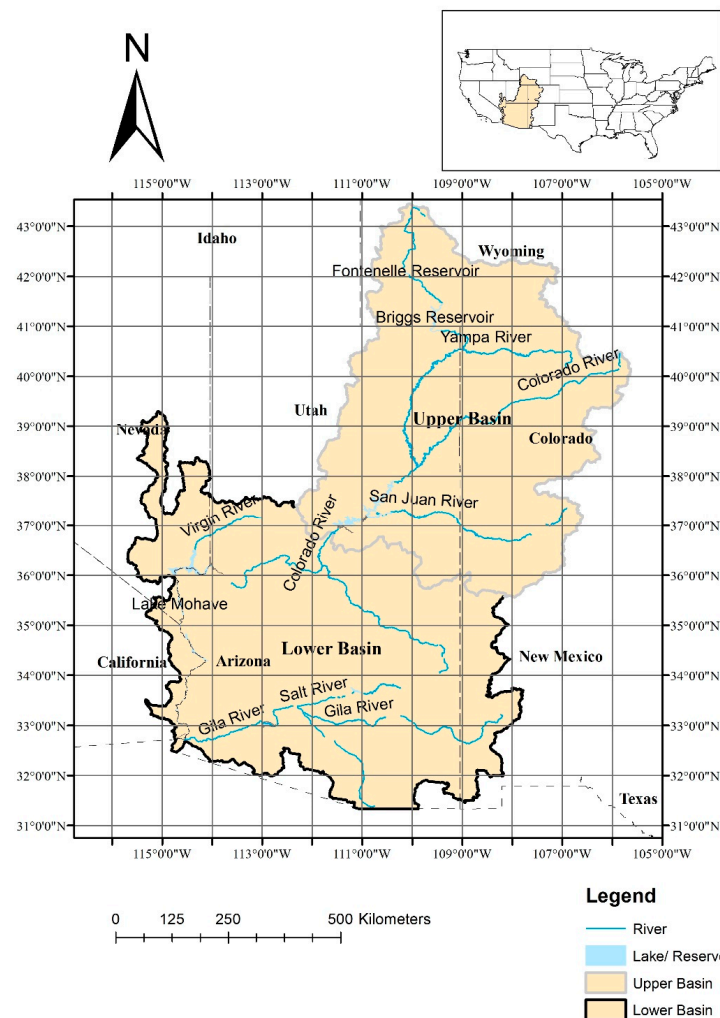 N
115°0'0"W 113°0'0"W 111°0'0"W 109°0'0"W 107°0'0"W 105°0'0"W
43°0'0"N 43°0'0"N
Idaho
Wyoming
42°0'0"N 42°0'0"N
Fontenelle Reservoir
41°0'0"N 41°0'0"N
Briggs Reservoir
Yampa River
40°0'0"N 40°0'0"N
Colorado River
39°0'0"N 39°0'0"N
Utah
Upper Basin
Nevada
Colorado
38°0'0"N 38°0'0"N
San Juan River
37°0'0"N 37°0'0"N
Virgin River
Colorado River
36°0'0"N 36°0'0"N
Lake Mohave
35°0'0"N 35°0'0"N
Lower Basin
California
Arizona
New Mexico
34°0'0"N 34°0'0"N
Salt River
33°0'0"N 33°0'0"N
Gila River
Gila River
32°0'0"N 32°0'0"N
Texas
31°0'0"N 31°0'0"N
115°0'0"W 113°0'0"W 111°0'0"W 109°0'0"W 107°0'0"W 105°0'0"W
0 125 250 500 Kilometers
Legend
River
Lake/ Reserv
Upper Basin
Lower Basin